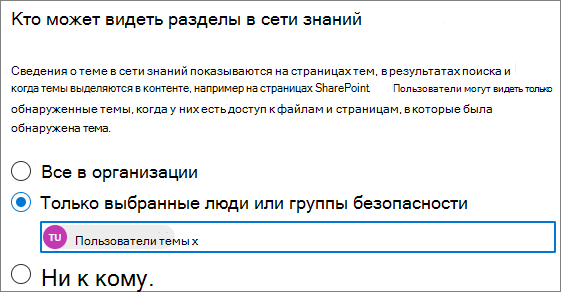 Кто может видеть разделы в сети знаний
Сведения о теме в сети знаний показываются на страницах тем, в результатах поиска и
когда темы выделяются в контенте, например на страницах SharePoint. Пользователи могут видеть только
обнаруженные темы, когда у них есть доступ к файлам и страницам, в которые была
обнаружена тема.
Все в организации
Только выбранные люди или группы безопасности
TU Пользователи темы x
Ни к кому.